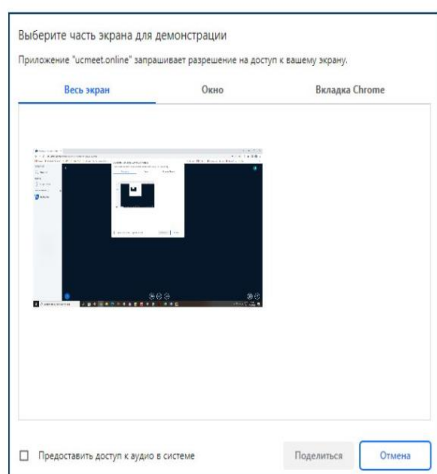 Выберите часть экрана для демонстрации
Приложение "ucmeet.online" запрашивает разрешение на доступ к вашему экрану.
Весь экран Окно Вкладка Chrome
Предоставить доступ к аудио в системе Поделиться Отмена